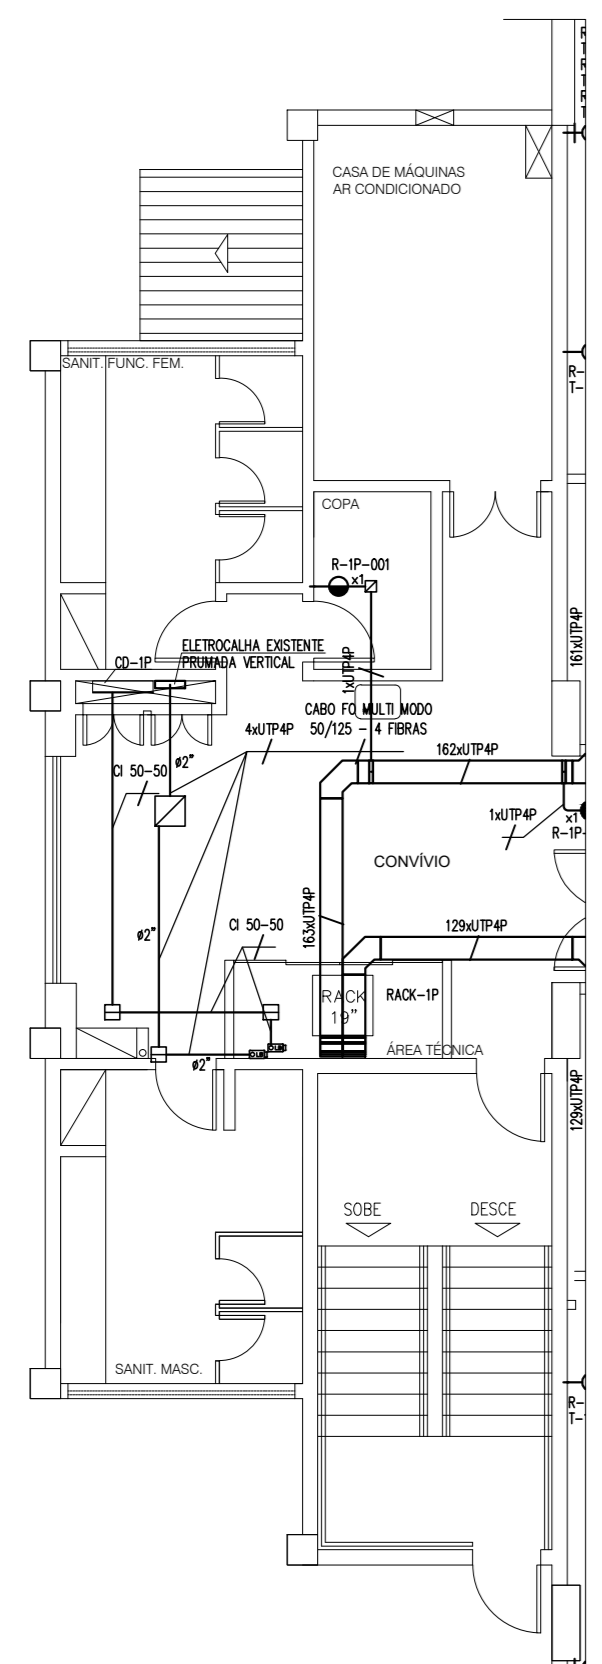 R
T
R
T
R
T
CASA DE MÁQUINAS
AR CONDICIONADO
SANIT. FUNC. FEM.
R-
T-
COPA
R-1P-001
x1
161xUTP4P
ELETROCALHA EXISTENTE
PRUMADA VERTICAL
CD-1P
1xUTP4P
CABO FO MULTI MODO
50/125 - 4 FIBRAS
4xUTP4P
162xUTP4P
ø2"
CI 50-50
1xUTP4P
x1
R-1P-
CONVÍVIO
163xUTP4P
129xUTP4P
CI 50-50
ø2"
RACK
19"
RACK-1P
ÁREA TÉCNICA
ø2"
129xUTP4P
SOBE
DESCE
SANIT. MASC.
R-
T-1